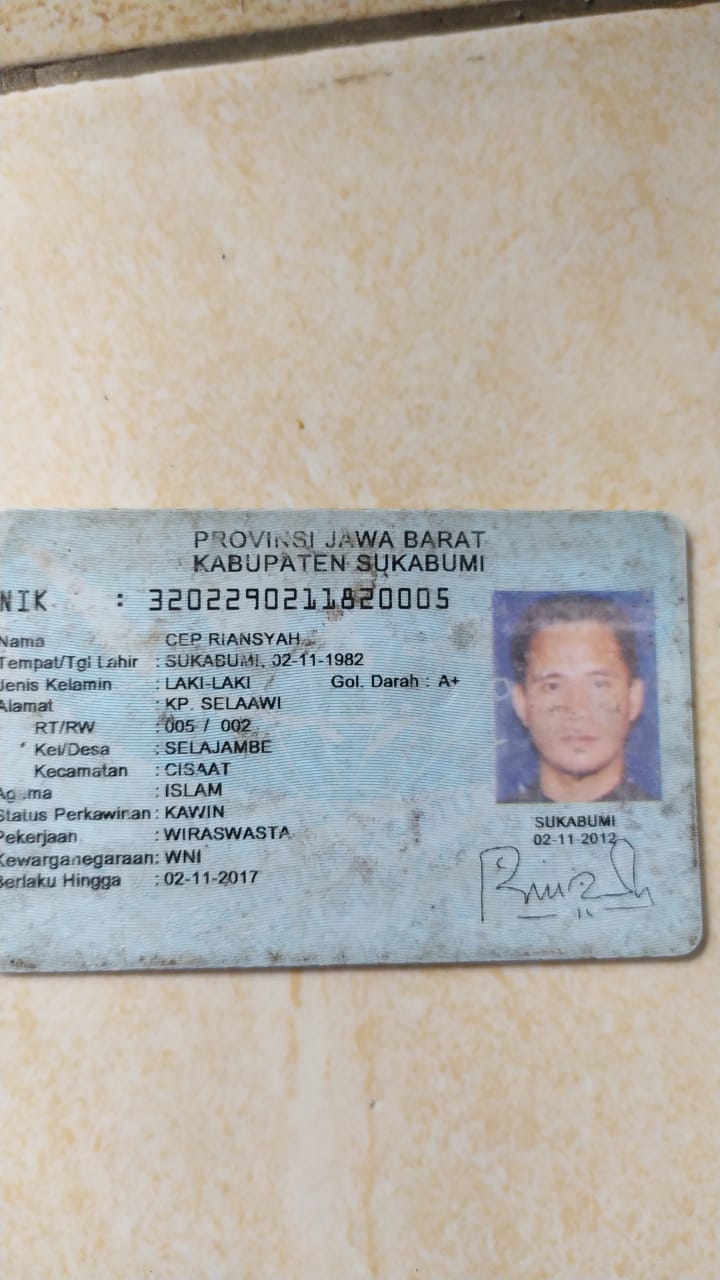 PROVINSI JAWA BARAT
KABUPATEN SUKABUMI
NIK : 3202290211820005
Nama CEP RIANSYAH
Tempat/Tgl Lahir : SUKABUMI, 02-11-1982
Jenis Kelamin : LAKI-LAKI Gol. Darah : A+
Alamat : KP. SELAAWI
RT/RW : 005 / 002
Kel/Desa : SELAJAMBE
Kecamatan : CISAAT
Agama : ISLAM
Status Perkawinan : KAWIN
Pekerjaan : WIRASWASTA
Kewarganegaraan: WNI
Berlaku Hingga : 02-11-2017
SUKABUMI
02-11-2012